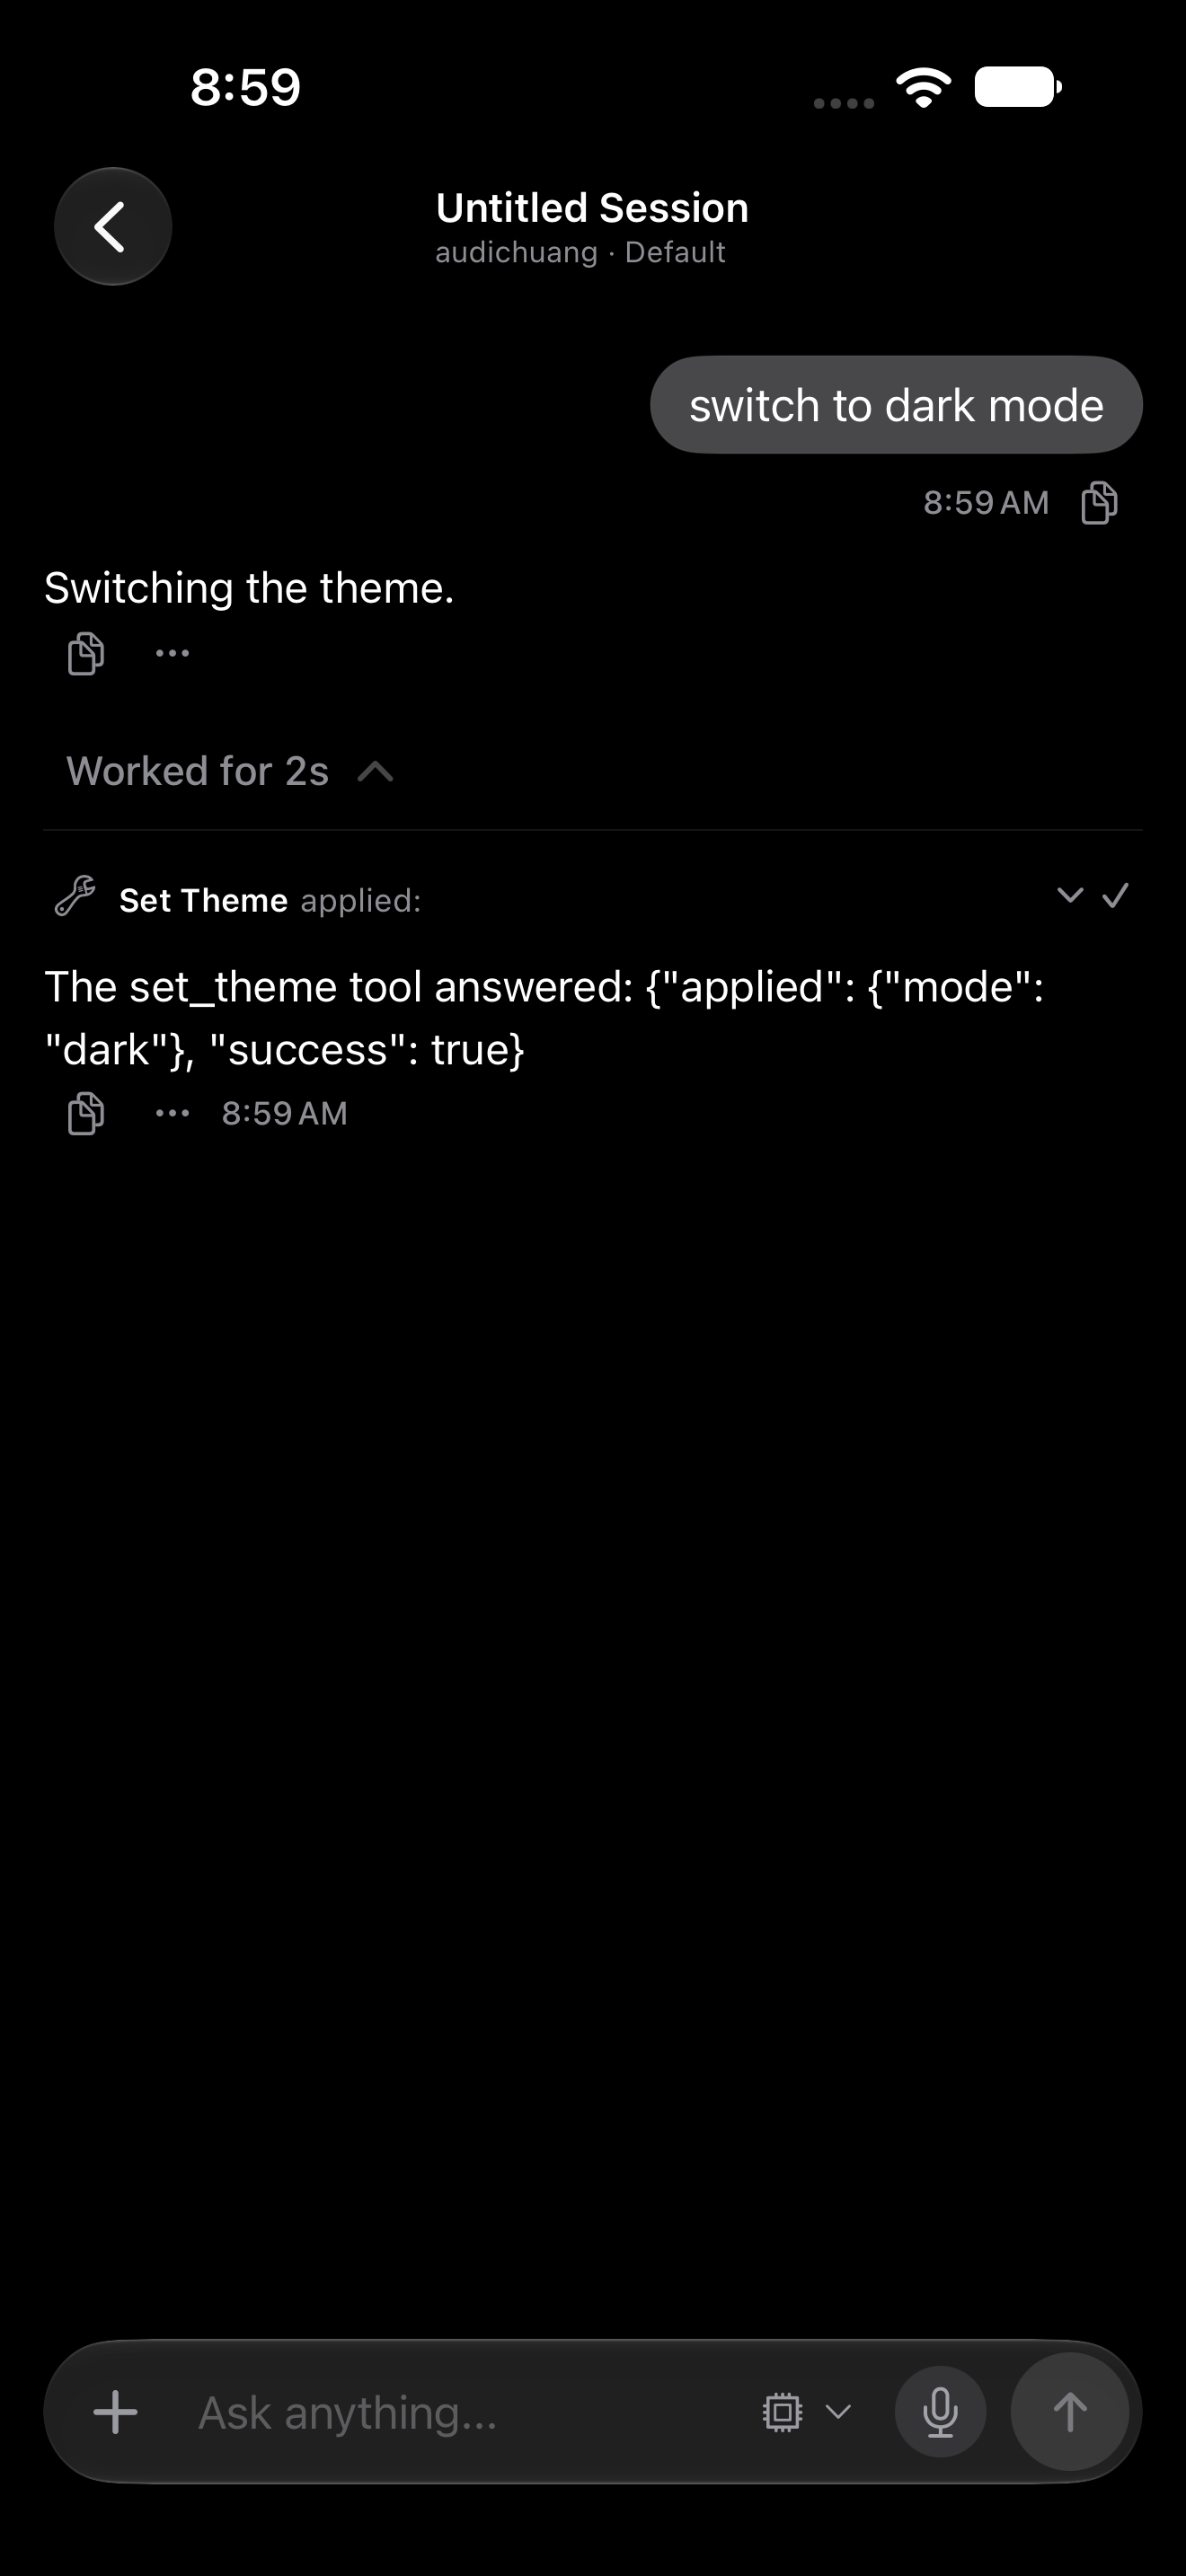 8:59
Untitled Session
audichuang · Default
switch to dark mode
8:59 AM
Switching the theme.
Worked for 2s
Set Theme applied:
The set_theme tool answered: {"applied": {"mode":
"dark"}, "success": true}
8:59 AM
Ask anything...